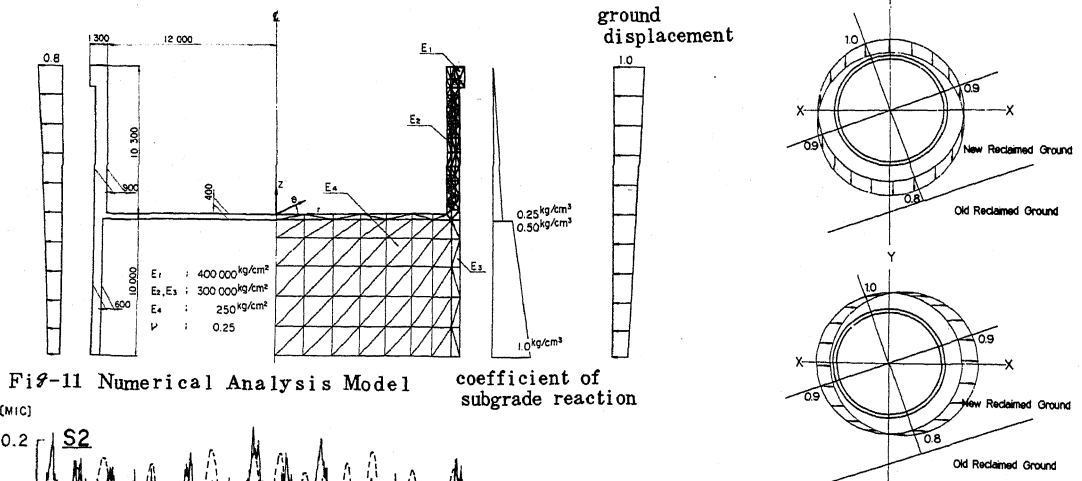 ℄
ground
displacement
1300
12 000
0.8
E1
1.0
E2
10 300
900
400
Z
θ
r
E4
0.25kg/cm³
0.50kg/cm³
E3
10 000
600
E1 ; 400 000kg/cm²
E2,E3 ; 300 000kg/cm²
E4 ; 250kg/cm²
ν ; 0.25
1.0kg/cm³
Fig-11 Numerical Analysis Model
coefficient of
subgrade reaction
[MIC]
0.2
S2
1.0
0.9
X
X
0.9
New Reclaimed Ground
0.8
Old Reclaimed Ground
Y
1.0
0.9
X
X
0.9
New Reclaimed Ground
0.8
Old Reclaimed Ground